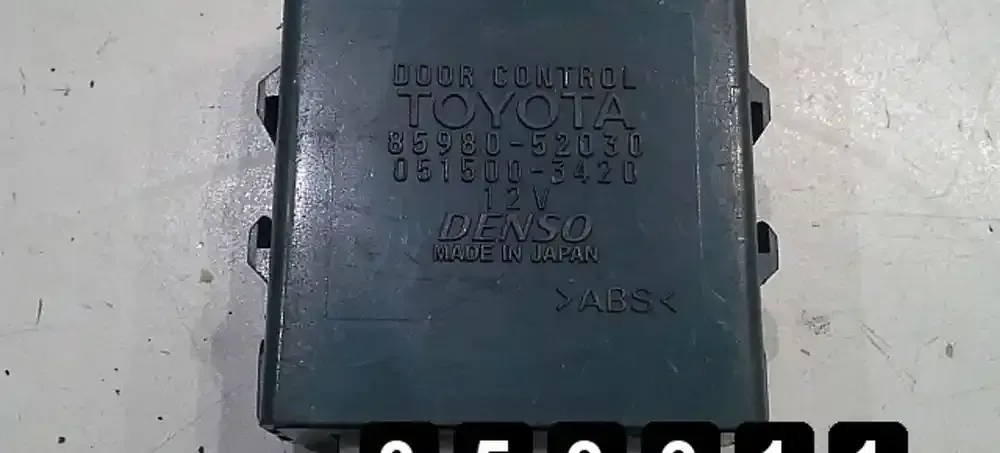 DOOR CONTROL
TOYOTA
85980-52030
051500-3420
12V
DENSO
MADE IN JAPAN
>ABS<